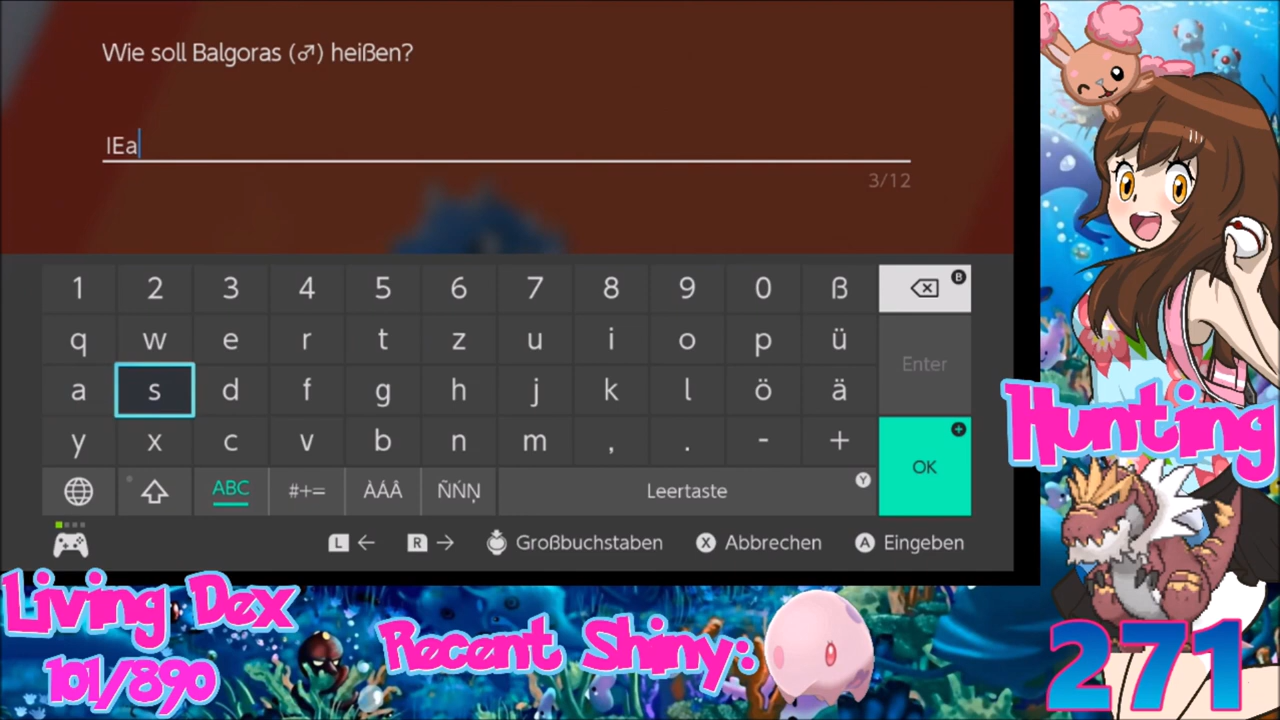 Wie soll Balgoras (♂) heißen?
IEa
3/12
1 2 3 4 5 6 7 8 9 0 ß B
q w e r t z u i o p ü Enter
a s d f g h j k l ö ä
y x c v b n m , . - + OK
ABC #+= ÀÁÂ ÑŃŅ Leertaste Y
L ← R → Großbuchstaben X Abbrechen A Eingeben
Hunting
271
Living Dex
101/890
Recent Shiny: